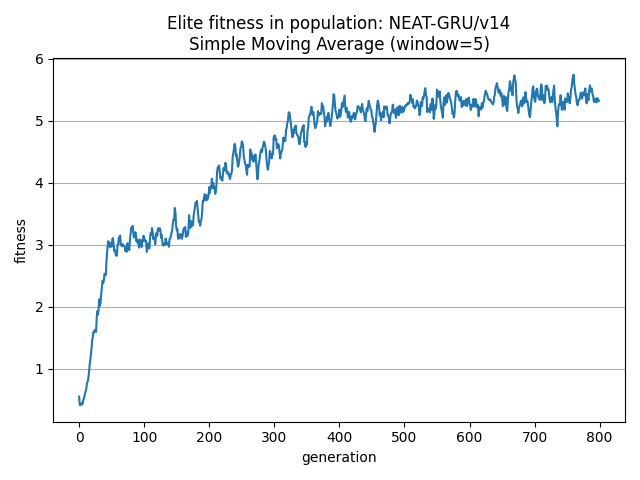 Elite fitness in population: NEAT-GRU/v14
Simple Moving Average (window=5)
6
5
4
3
2
1
fitness
0 100 200 300 400 500 600 700 800
generation